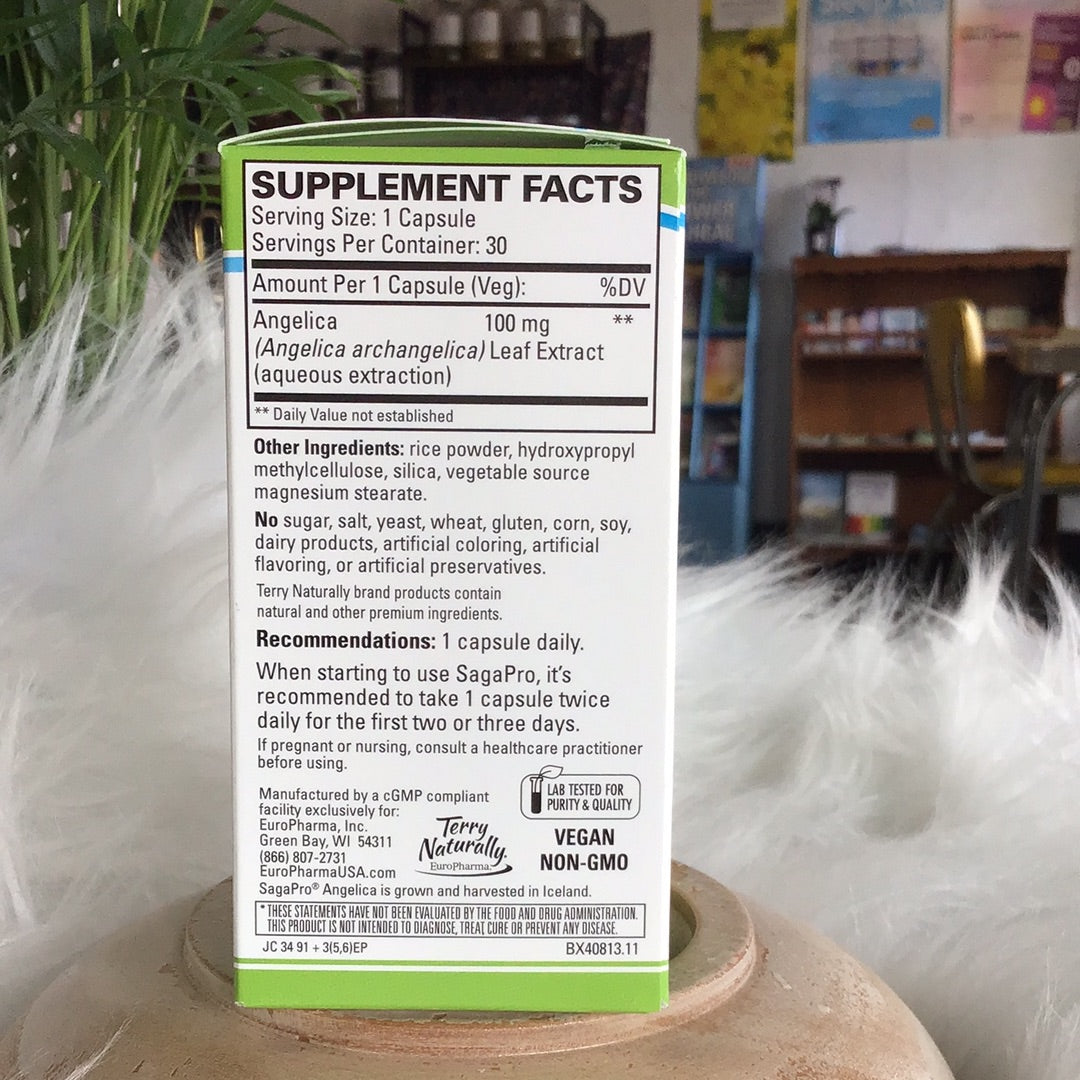 SUPPLEMENT FACTS
Serving Size: 1 Capsule
Servings Per Container: 30
Amount Per 1 Capsule (Veg): %DV
Angelica 100 mg **
(Angelica archangelica) Leaf Extract
(aqueous extraction)
** Daily Value not established
Other Ingredients: rice powder, hydroxypropyl
methylcellulose, silica, vegetable source
magnesium stearate.
No sugar, salt, yeast, wheat, gluten, corn, soy,
dairy products, artificial coloring, artificial
flavoring, or artificial preservatives.
Terry Naturally brand products contain
natural and other premium ingredients.
Recommendations: 1 capsule daily.
When starting to use SagaPro, it's
recommended to take 1 capsule twice
daily for the first two or three days.
If pregnant or nursing, consult a healthcare practitioner
before using.
Manufactured by a cGMP compliant
facility exclusively for:
EuroPharma, Inc.
Green Bay, WI 54311
(866) 807-2731
EuroPharmaUSA.com
Terry
Naturally.
EuroPharma.
LAB TESTED FOR
PURITY & QUALITY
VEGAN
NON-GMO
SagaPro® Angelica is grown and harvested in Iceland.
* THESE STATEMENTS HAVE NOT BEEN EVALUATED BY THE FOOD AND DRUG ADMINISTRATION.
THIS PRODUCT IS NOT INTENDED TO DIAGNOSE, TREAT, CURE OR PREVENT ANY DISEASE.
JC 34 91 + 3(5,6)EP BX40813.11